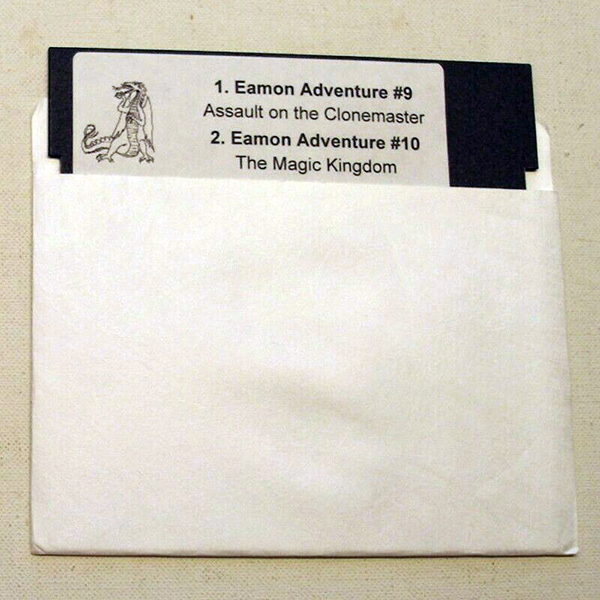 1. Eamon Adventure #9
Assault on the Clonemaster
2. Eamon Adventure #10
The Magic Kingdom